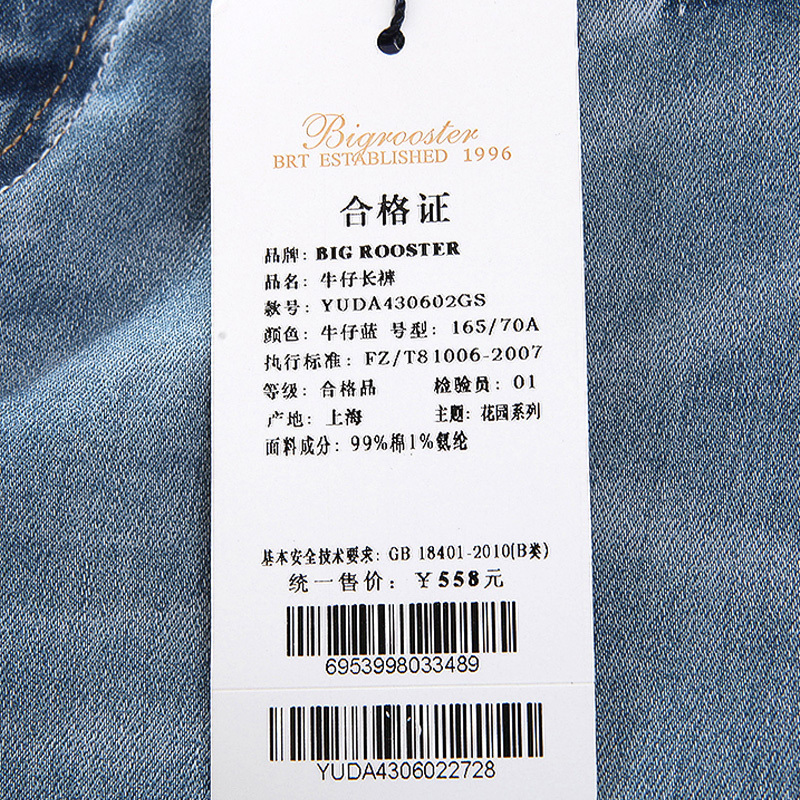 Bigrooster
BRT ESTABLISHED 1996
合格证
品牌: BIG ROOSTER
品名: 牛仔长裤
款号: YUDA430602GS
颜色: 牛仔蓝 号型: 165/70A
执行标准: FZ/T81006-2007
等级: 合格品 检验员: 01
产地: 上海 主题: 花园系列
面料成分: 99%棉1%氨纶
基本安全技术要求: GB 18401-2010(B类)
统一售价: ￥558元
6953998033489
YUDA4306022728